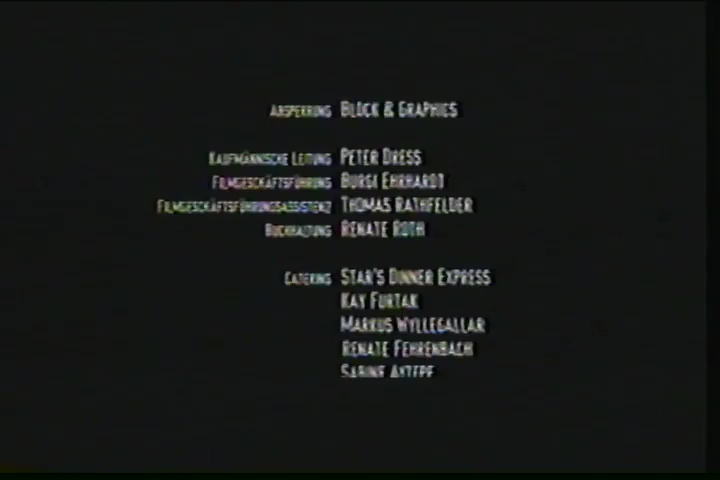 ABSPERRUNG BLOCK & GRAPHICS
KAUFMÄNNISCHE LEITUNG PETER DRESS
FILMGESCHÄFTSFÜHRUNG BURGI EHRHARDT
FILMGESCHÄFTSFÜHRUNGSASSISTENZ THOMAS RATHFELDER
BUCHHALTUNG RENATE ROTH
CATERING STAR'S DINNER EXPRESS
KAY FURTAK
MARKUS WYLLEGALLAR
RENATE FEHRENBACH
SABINE